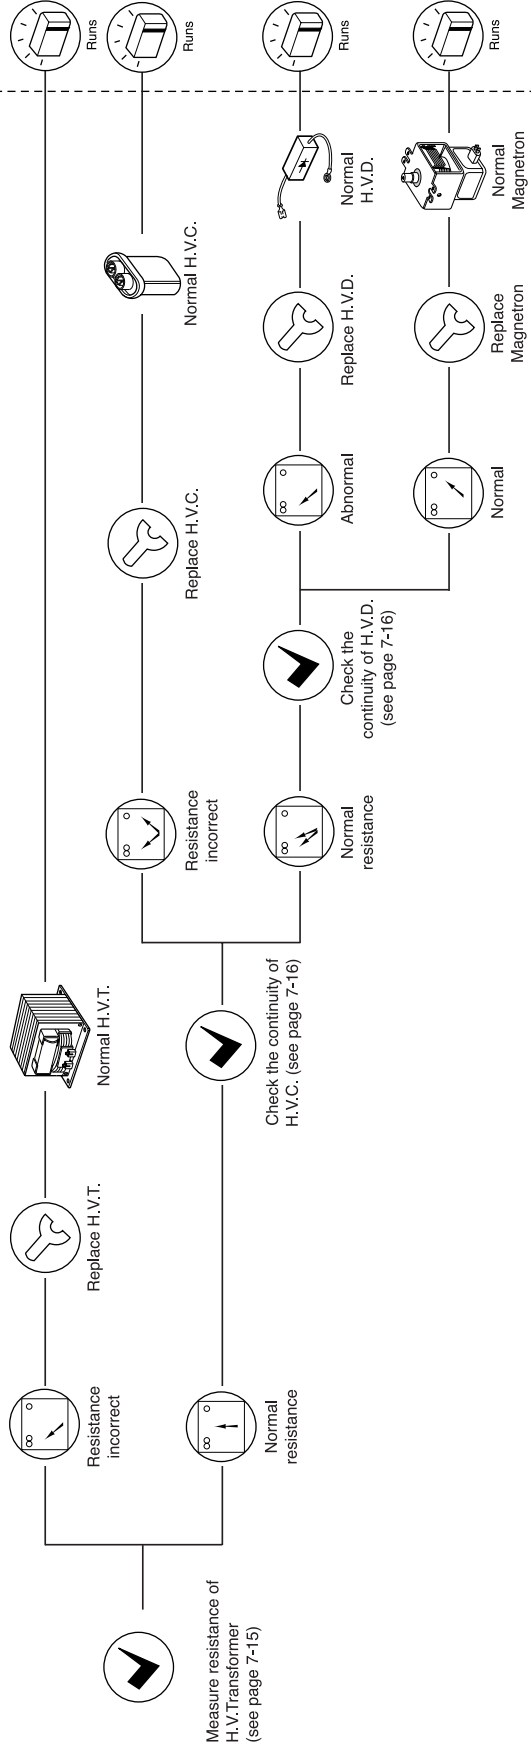 Measure resistance of
H.V.Transformer
(see page 7-15)
Resistance
incorrect
Replace H.V.T.
Normal H.V.T.
Runs
Normal
resistance
Check the continuity of
H.V.C. (see page 7-16)
Resistance
incorrect
Replace H.V.C.
Normal H.V.C.
Runs
Normal
resistance
Check the
continuity of H.V.D.
(see page 7-16)
Abnormal
Replace H.V.D.
Normal
H.V.D.
Runs
Normal
Replace
Magnetron
Normal
Magnetron
Runs